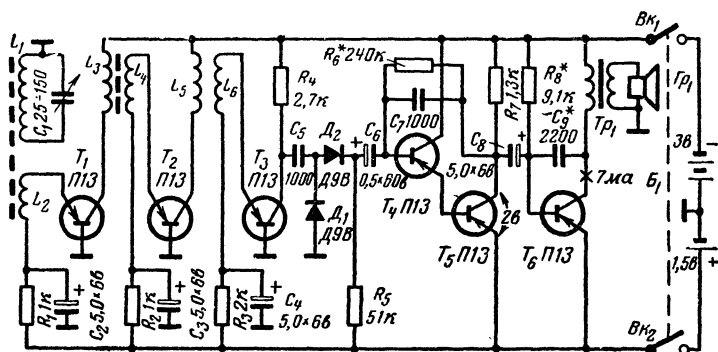 L₁
C₁ 25-150
L₂
L₃
L₄
L₅
L₆
T₁
П13
T₂
П13
T₃
П13
R₄
2,7к
C₅
1000
Д₂
Д9В
Д₁
Д9В
C₆
+
0,5×60в
R₆* 240к
C₇ 1000
T₄ П13
5,0×6в
C₈
+
T₅ П13
2в
R₇ 1,3к
R₈*
9,1к
C₉*
2200
Тр₁
Гр₁
7ма
T₆ П13
Вк₁
3в
−
Б₁
1,5в
+
Вк₂
R₁ 1к
+
C₂ 5,0×6в
R₂ 1к
+
C₃ 5,0×6в
R₃ 2к
+
C₄
5,0×6в
R₅
51к